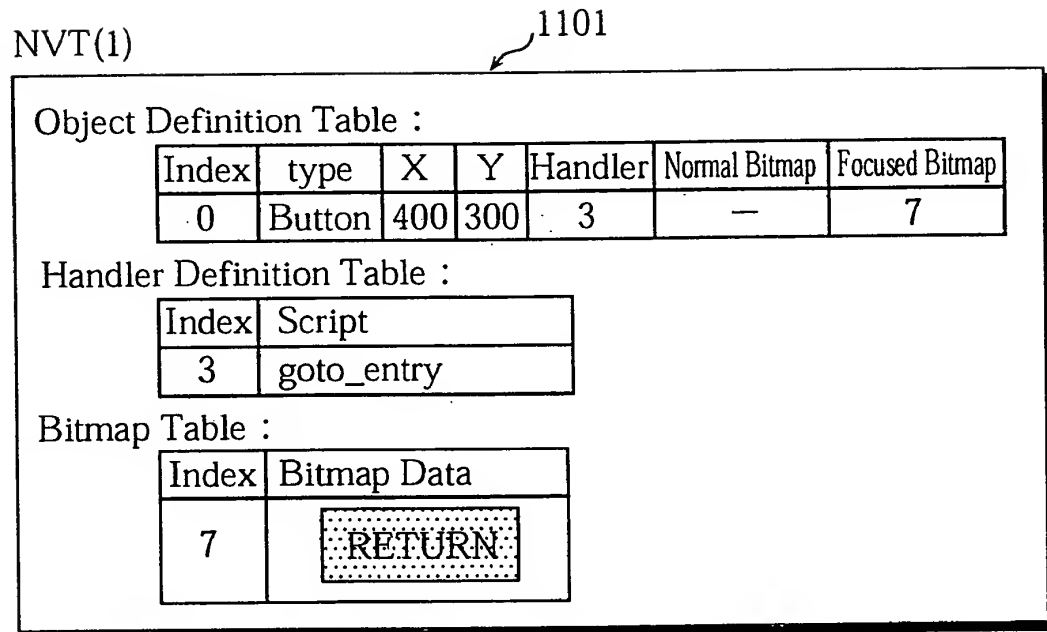 1101
NVT(1)
Object Definition Table :
Index type X Y Handler Normal Bitmap Focused Bitmap
0 Button 400 300 3 — 7
Handler Definition Table :
Index Script
3 goto_entry
Bitmap Table :
Index Bitmap Data
7 RETURN